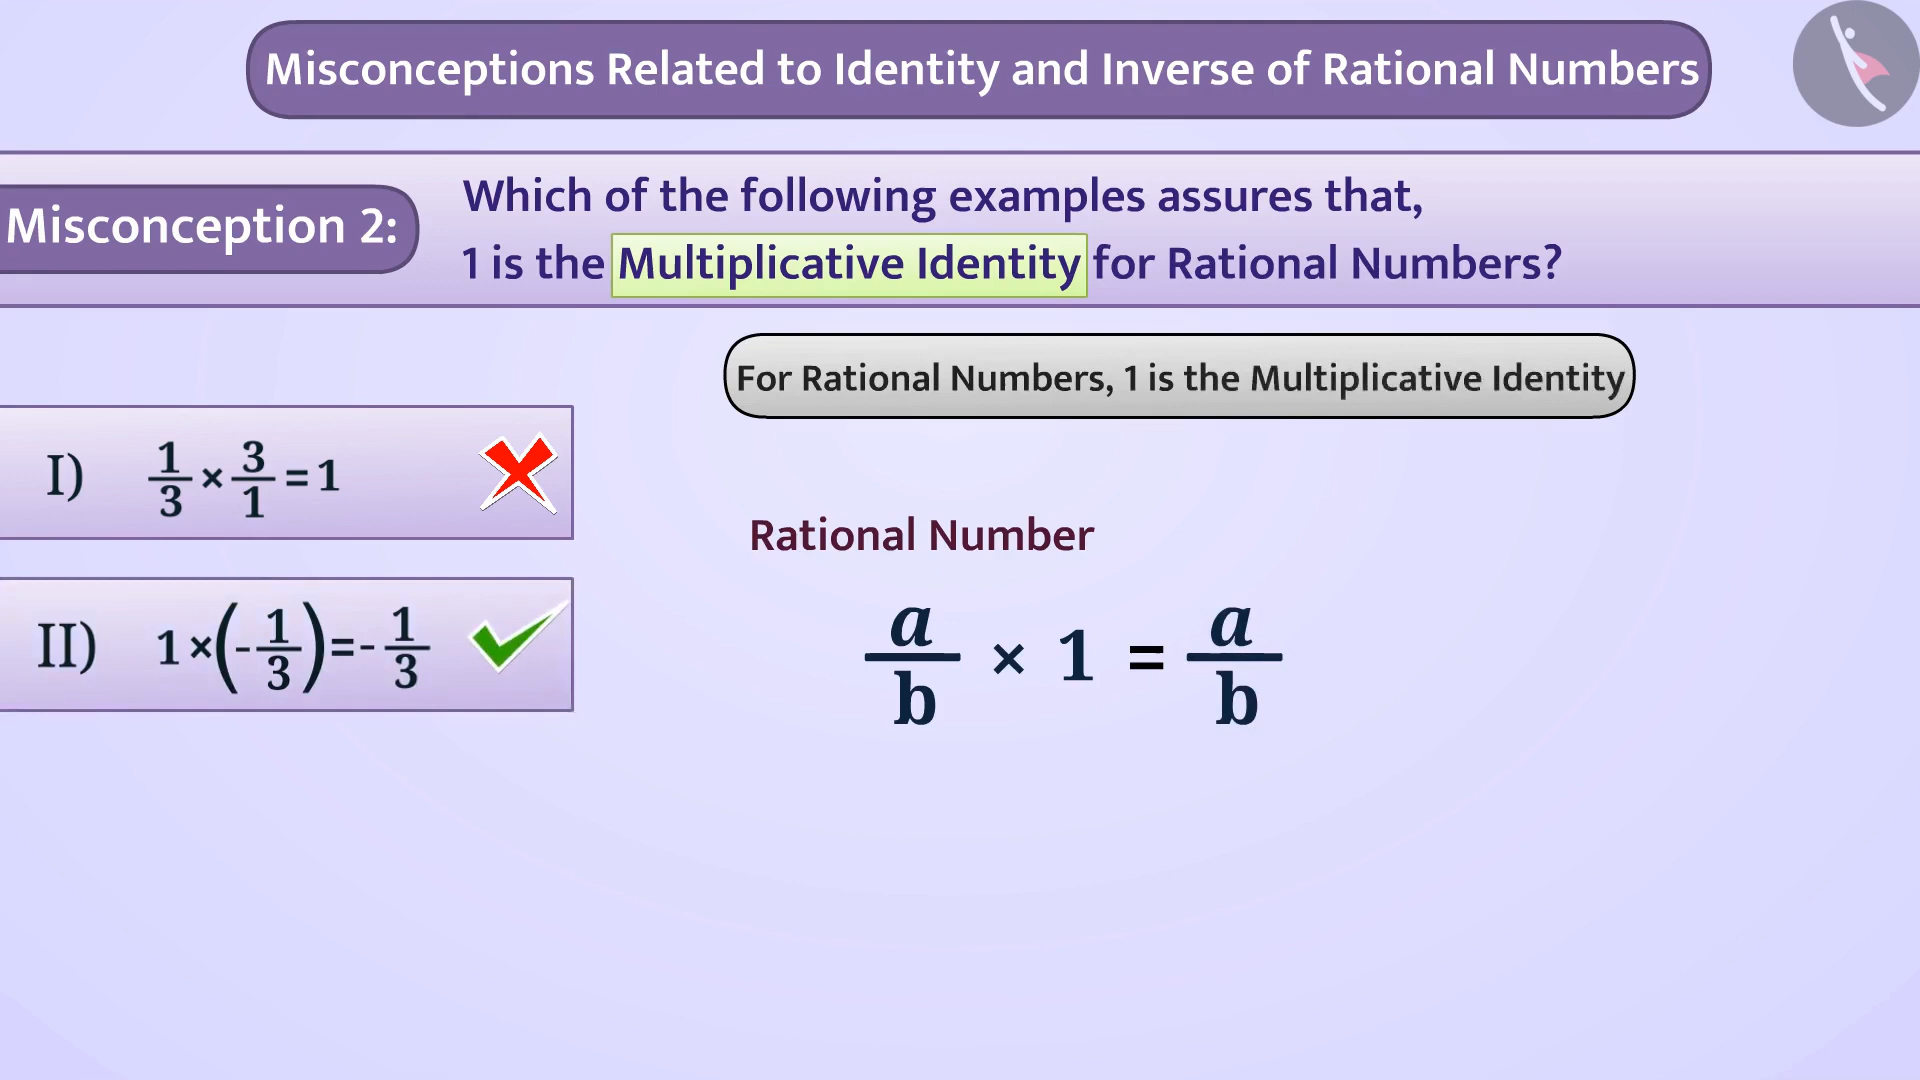 Misconceptions Related to Identity and Inverse of Rational Numbers
Misconception 2:
Which of the following examples assures that,
1 is the Multiplicative Identity for Rational Numbers?
For Rational Numbers, 1 is the Multiplicative Identity
I) 1/3 × 3/1 = 1
II) 1 × (-1/3) = -1/3
Rational Number
a/b × 1 = a/b